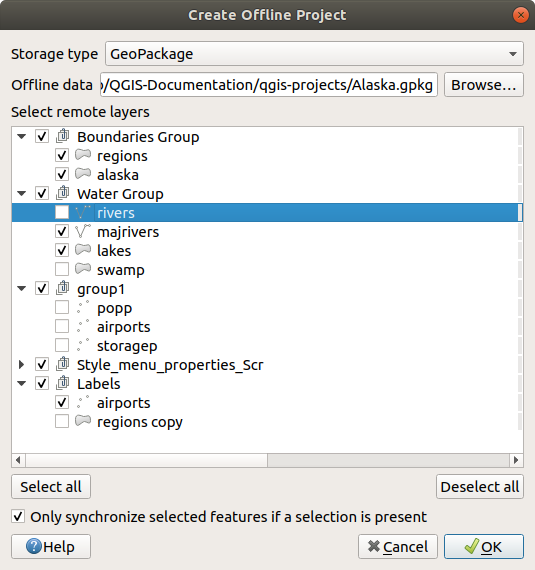 Create Offline Project
Storage type GeoPackage
Offline data o/QGIS-Documentation/qgis-projects/Alaska.gpkg Browse...
Select remote layers
Boundaries Group
regions
alaska
Water Group
rivers
majrivers
lakes
swamp
group1
popp
airports
storagep
Style_menu_properties_Scr
Labels
airports
regions copy
Select all Deselect all
Only synchronize selected features if a selection is present
Help Cancel OK